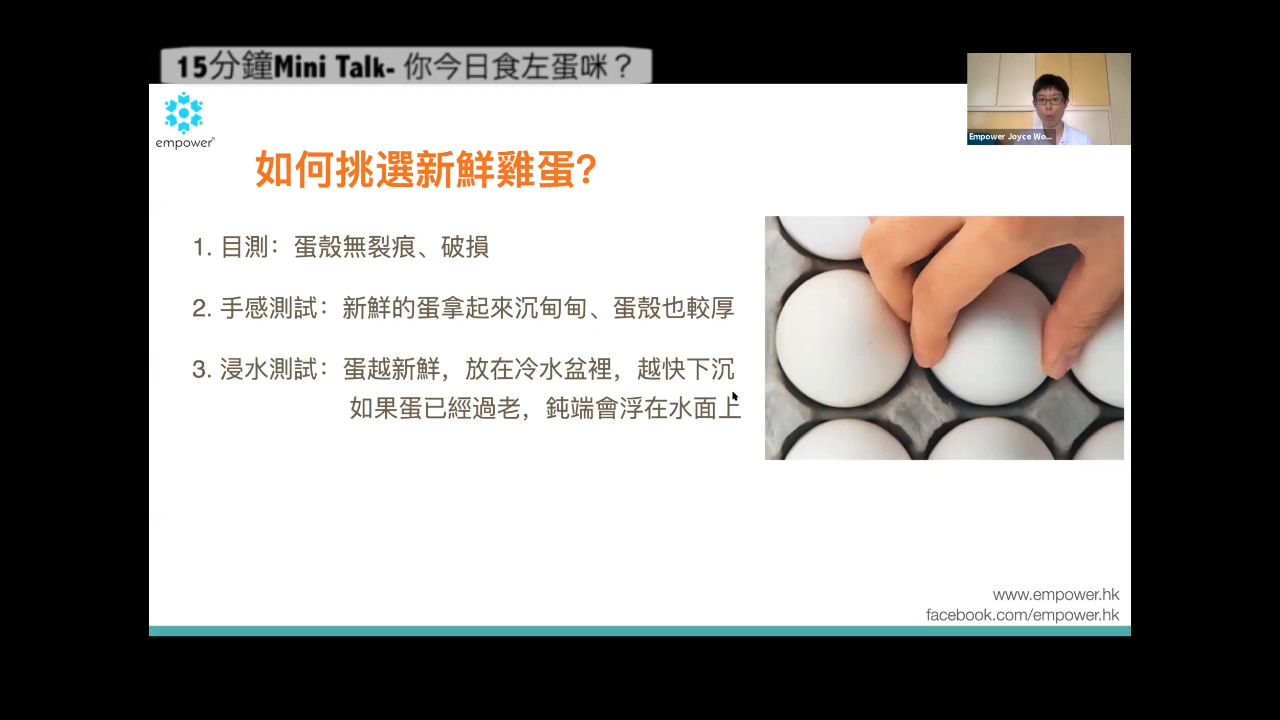 15分鐘Mini Talk- 你今日食左蛋咪？
empower
Empower Joyce Wo...
如何挑選新鮮雞蛋?
1. 目測：蛋殼無裂痕、破損
2. 手感測試：新鮮的蛋拿起來沉甸甸、蛋殼也較厚
3. 浸水測試：蛋越新鮮，放在冷水盆裡，越快下沉
如果蛋已經過老，鈍端會浮在水面上
www.empower.hk
facebook.com/empower.hk